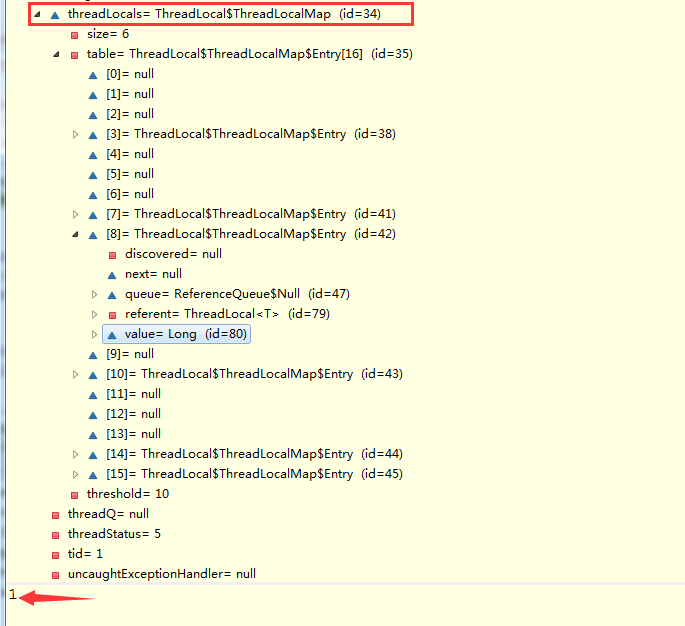 threadLocals= ThreadLocal$ThreadLocalMap (id=34)
size= 6
table= ThreadLocal$ThreadLocalMap$Entry[16] (id=35)
[0]= null
[1]= null
[2]= null
[3]= ThreadLocal$ThreadLocalMap$Entry (id=38)
[4]= null
[5]= null
[6]= null
[7]= ThreadLocal$ThreadLocalMap$Entry (id=41)
[8]= ThreadLocal$ThreadLocalMap$Entry (id=42)
discovered= null
next= null
queue= ReferenceQueue$Null (id=47)
referent= ThreadLocal<T> (id=79)
value= Long (id=80)
[9]= null
[10]= ThreadLocal$ThreadLocalMap$Entry (id=43)
[11]= null
[12]= null
[13]= null
[14]= ThreadLocal$ThreadLocalMap$Entry (id=44)
[15]= ThreadLocal$ThreadLocalMap$Entry (id=45)
threshold= 10
threadQ= null
threadStatus= 5
tid= 1
uncaughtExceptionHandler= null
1